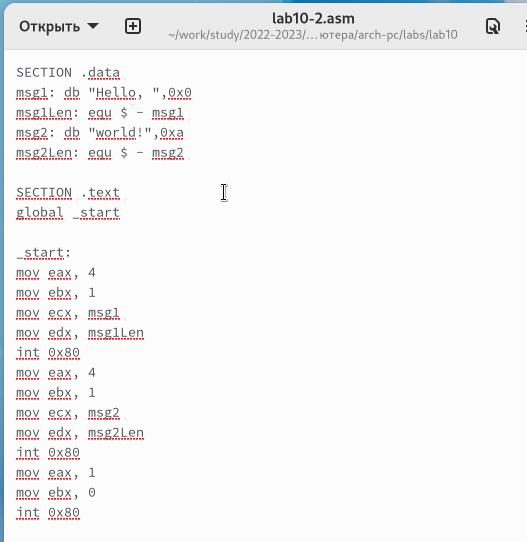 Открыть
lab10-2.asm
~/work/study/2022-2023/…ютера/arch-pc/labs/lab10
SECTION .data
msg1: db "Hello, ",0x0
msg1Len: equ $ - msg1
msg2: db "world!",0xa
msg2Len: equ $ - msg2
SECTION .text
global _start
_start:
mov eax, 4
mov ebx, 1
mov ecx, msg1
mov edx, msg1Len
int 0x80
mov eax, 4
mov ebx, 1
mov ecx, msg2
mov edx, msg2Len
int 0x80
mov eax, 1
mov ebx, 0
int 0x80